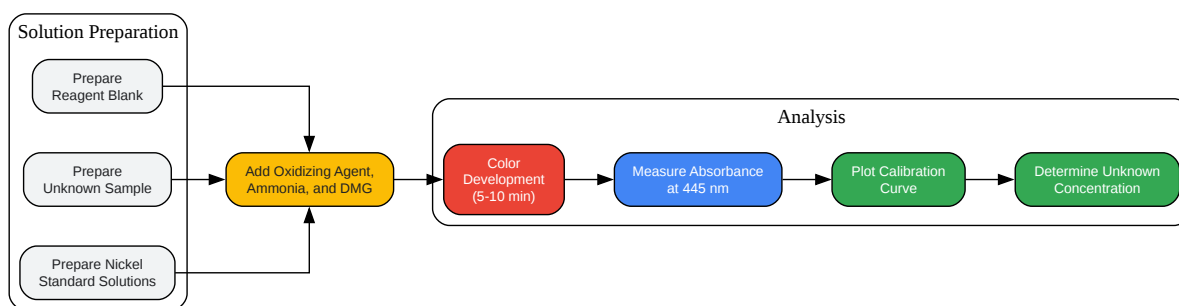 Solution Preparation
Prepare
Reagent Blank
Prepare
Unknown Sample
Prepare Nickel
Standard Solutions
Add Oxidizing Agent,
Ammonia, and DMG
Analysis
Color
Development
(5-10 min)
Measure Absorbance
at 445 nm
Plot Calibration
Curve
Determine Unknown
Concentration